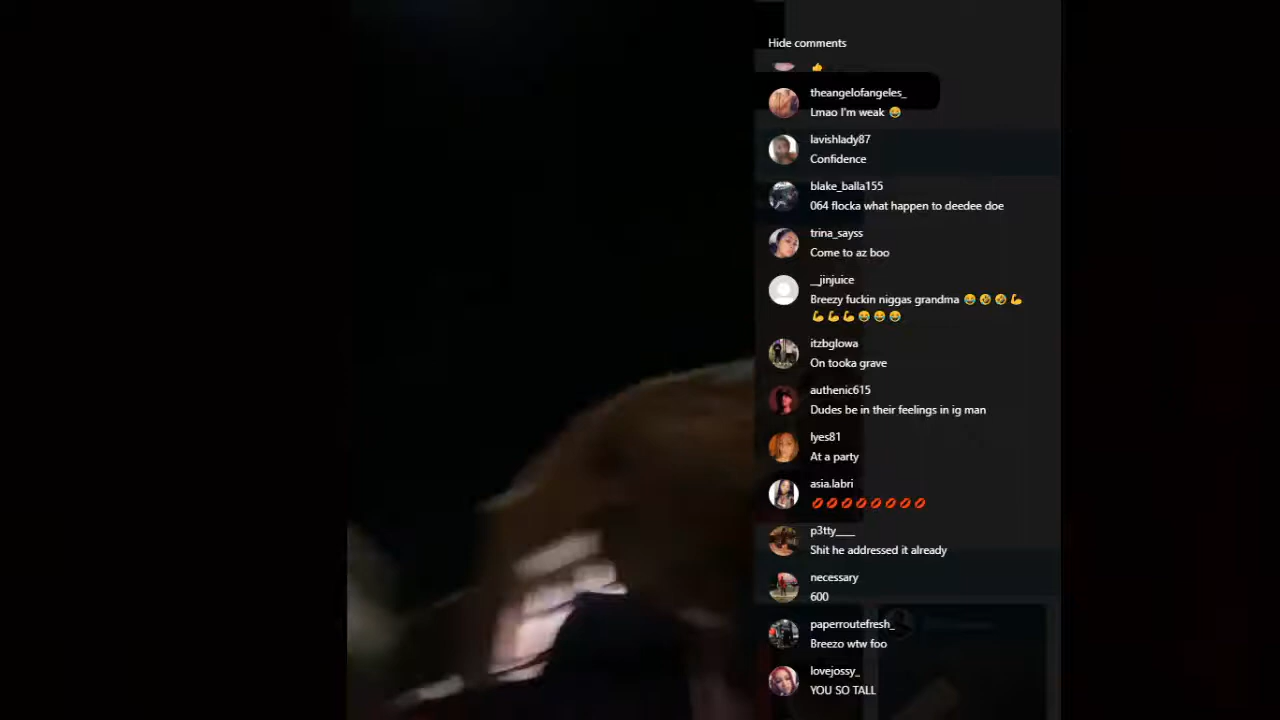 Hide comments
👍
theangelofangeles_
Lmao I'm weak 😂
lavishlady87
Confidence
blake_balla155
064 flocka what happen to deedee doe
trina_sayss
Come to az boo
__jinjuice
Breezy fuckin niggas grandma 😂🤣🤣💪
💪💪💪😂😂😂
itzbglowa
On tooka grave
authenic615
Dudes be in their feelings in ig man
lyes81
At a party
asia.labri
💋💋💋💋💋💋💋💋
p3tty____
Shit he addressed it already
necessary
600
paperroutefresh_
Breezo wtw foo
lovejossy_
YOU SO TALL